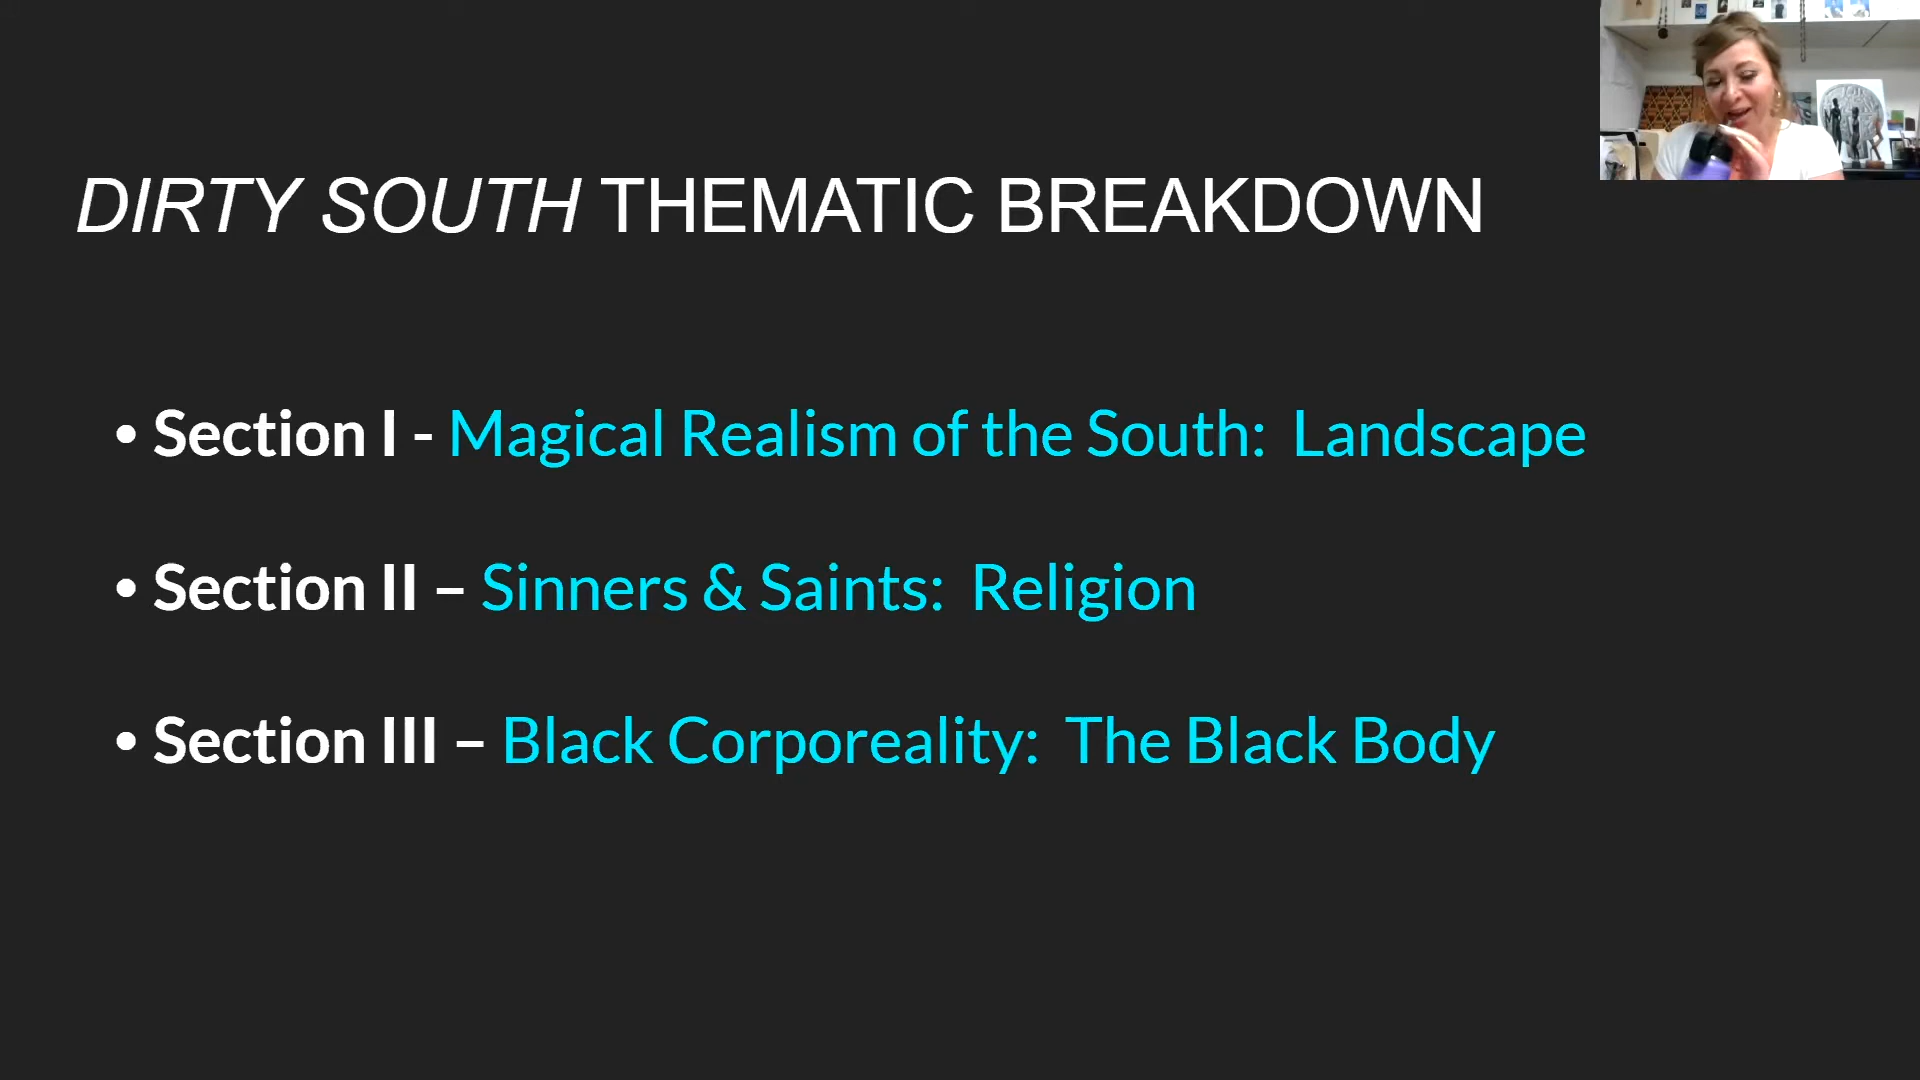 DIRTY SOUTH THEMATIC BREAKDOWN
• Section I - Magical Realism of the South:  Landscape
• Section II – Sinners & Saints:  Religion
• Section III – Black Corporeality:  The Black Body